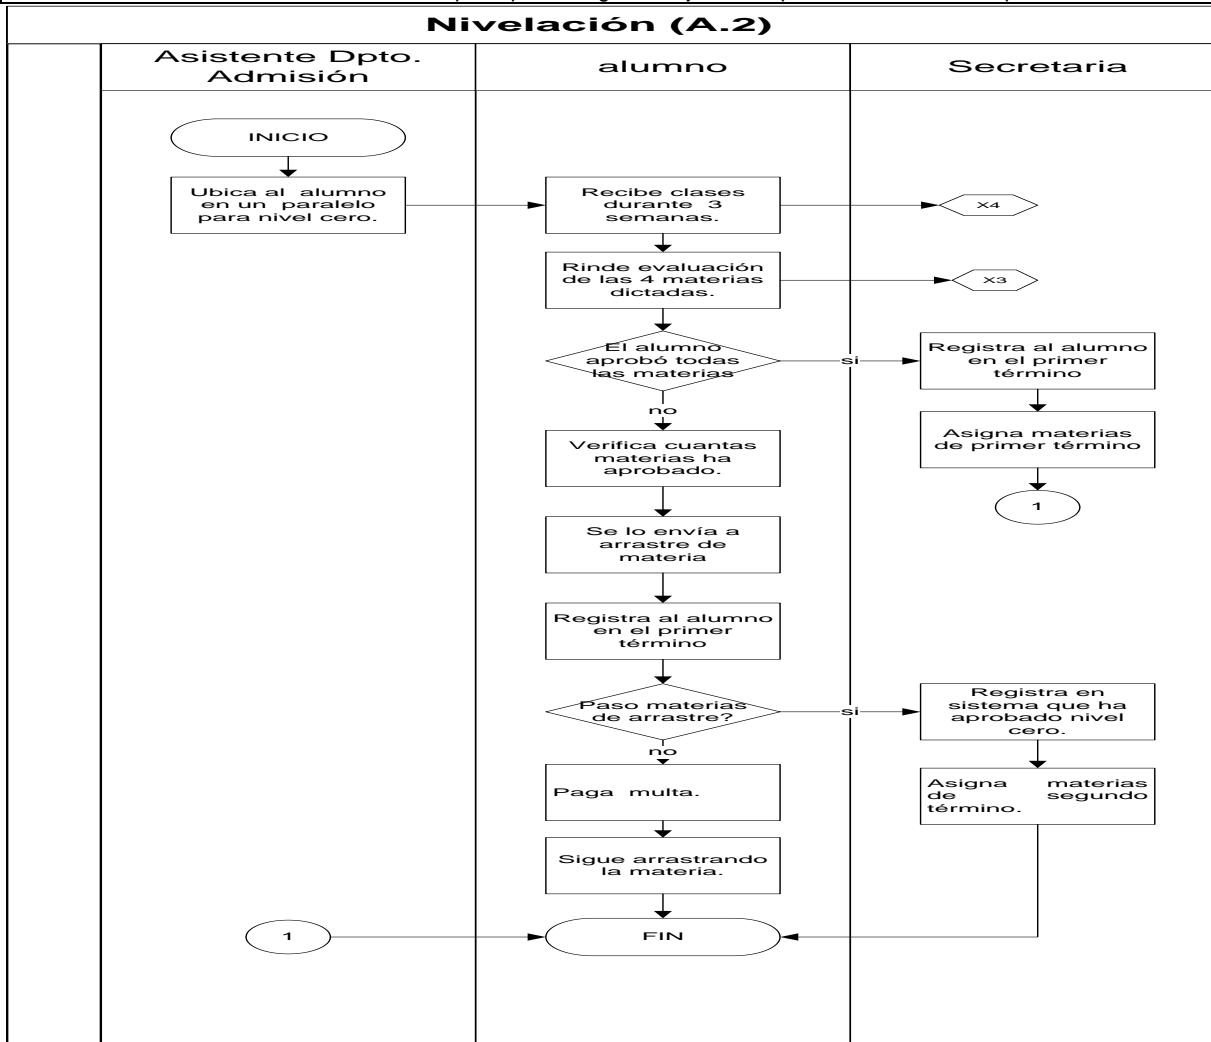 Nivelación (A.2)
Asistente Dpto.
Admisión
alumno
Secretaria
INICIO
Ubica al alumno
en un paralelo
para nivel cero.
Recibe clases
durante 3
semanas.
X4
Rinde evaluación
de las 4 materias
dictadas.
X3
El alumno
aprobó todas
las materias
si
Registra al alumno
en el primer
término
no
Asigna materias
de primer término
Verifica cuantas
materias ha
aprobado.
1
Se lo envía a
arrastre de
materia
Registra al alumno
en el primer
término
Paso materias
de arrastre?
si
Registra en
sistema que ha
aprobado nivel
cero.
no
Paga multa.
Asigna materias
de segundo
término.
Sigue arrastrando
la materia.
1
FIN